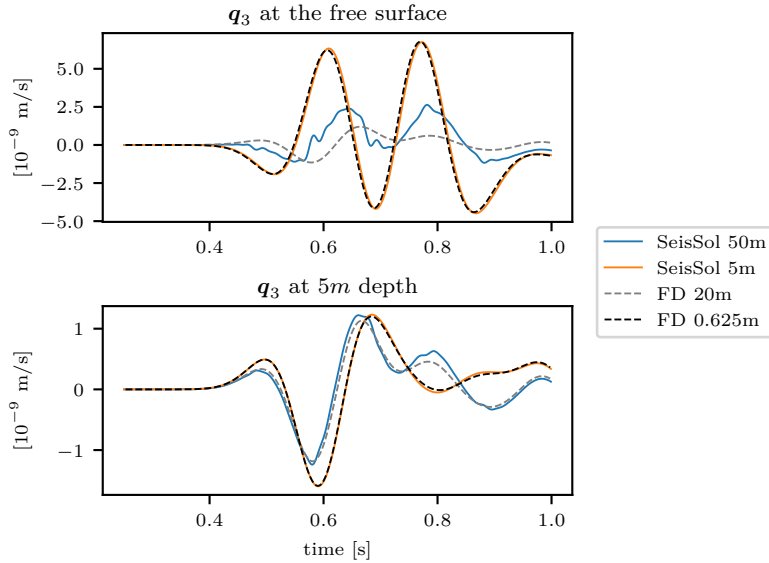 q₃ at the free surface
[10⁻⁹ m/s]
5.0
2.5
0.0
−2.5
−5.0
0.4 0.6 0.8 1.0
SeisSol 50m
SeisSol 5m
FD 20m
FD 0.625m
q₃ at 5m depth
[10⁻⁹ m/s]
1
0
−1
0.4 0.6 0.8 1.0
time [s]